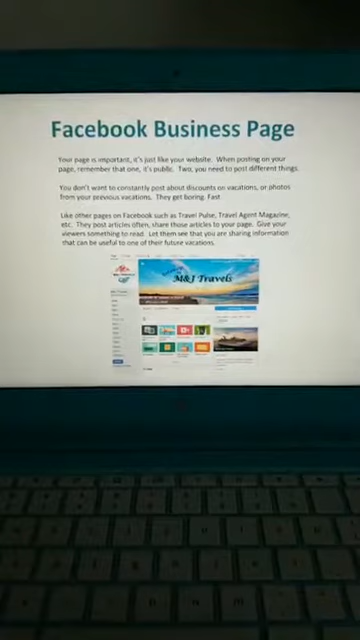 Facebook Business Page
Your page is important, it's just like your website. When posting on your
page, remember that one, it's public. Two, you need to post different things.
You don't want to constantly post about discounts on vacations, or photos
from your previous vacations. They get boring. Fast
Like other pages on Facebook such as Travel Pulse, Travel Agent Magazine,
etc. They post articles often, share those articles to your page. Give your
viewers something to read. Let them see that you are sharing information
that can be useful to one of their future vacations.
M&J Travels